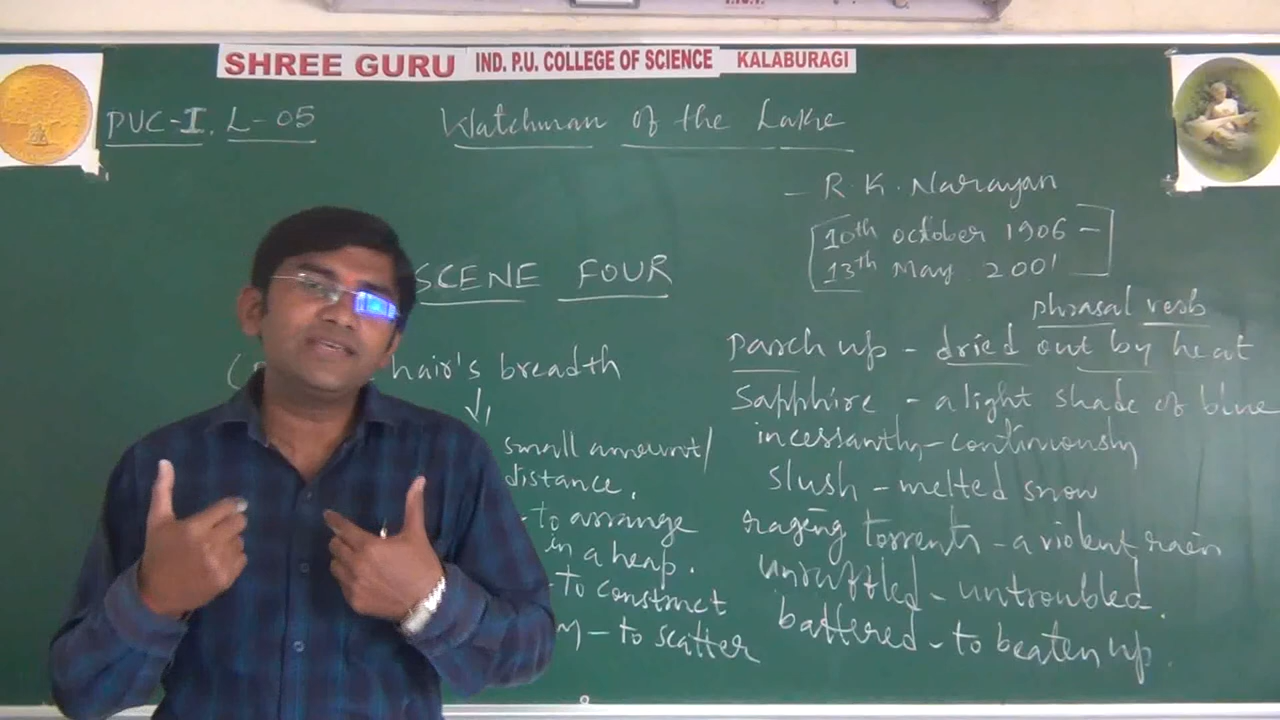 SHREE GURU IND. P.U. COLLEGE OF SCIENCE KALABURAGI
PUC-I. L-05
Watchman of the Lake
- R. K. Narayan
[10th october 1906 -
13th May 2001]
SCENE FOUR
hair's breadth
↓
small amount/
distance.
- to arrange
in a heap.
- to construct
- to scatter
phrasal verb
parch up - dried out by heat
Sapphire - a light shade of blue
incessantly - continuously
slush - melted snow
raging torrents - a violent rain
unruffled - untroubled.
battered - to beaten up.